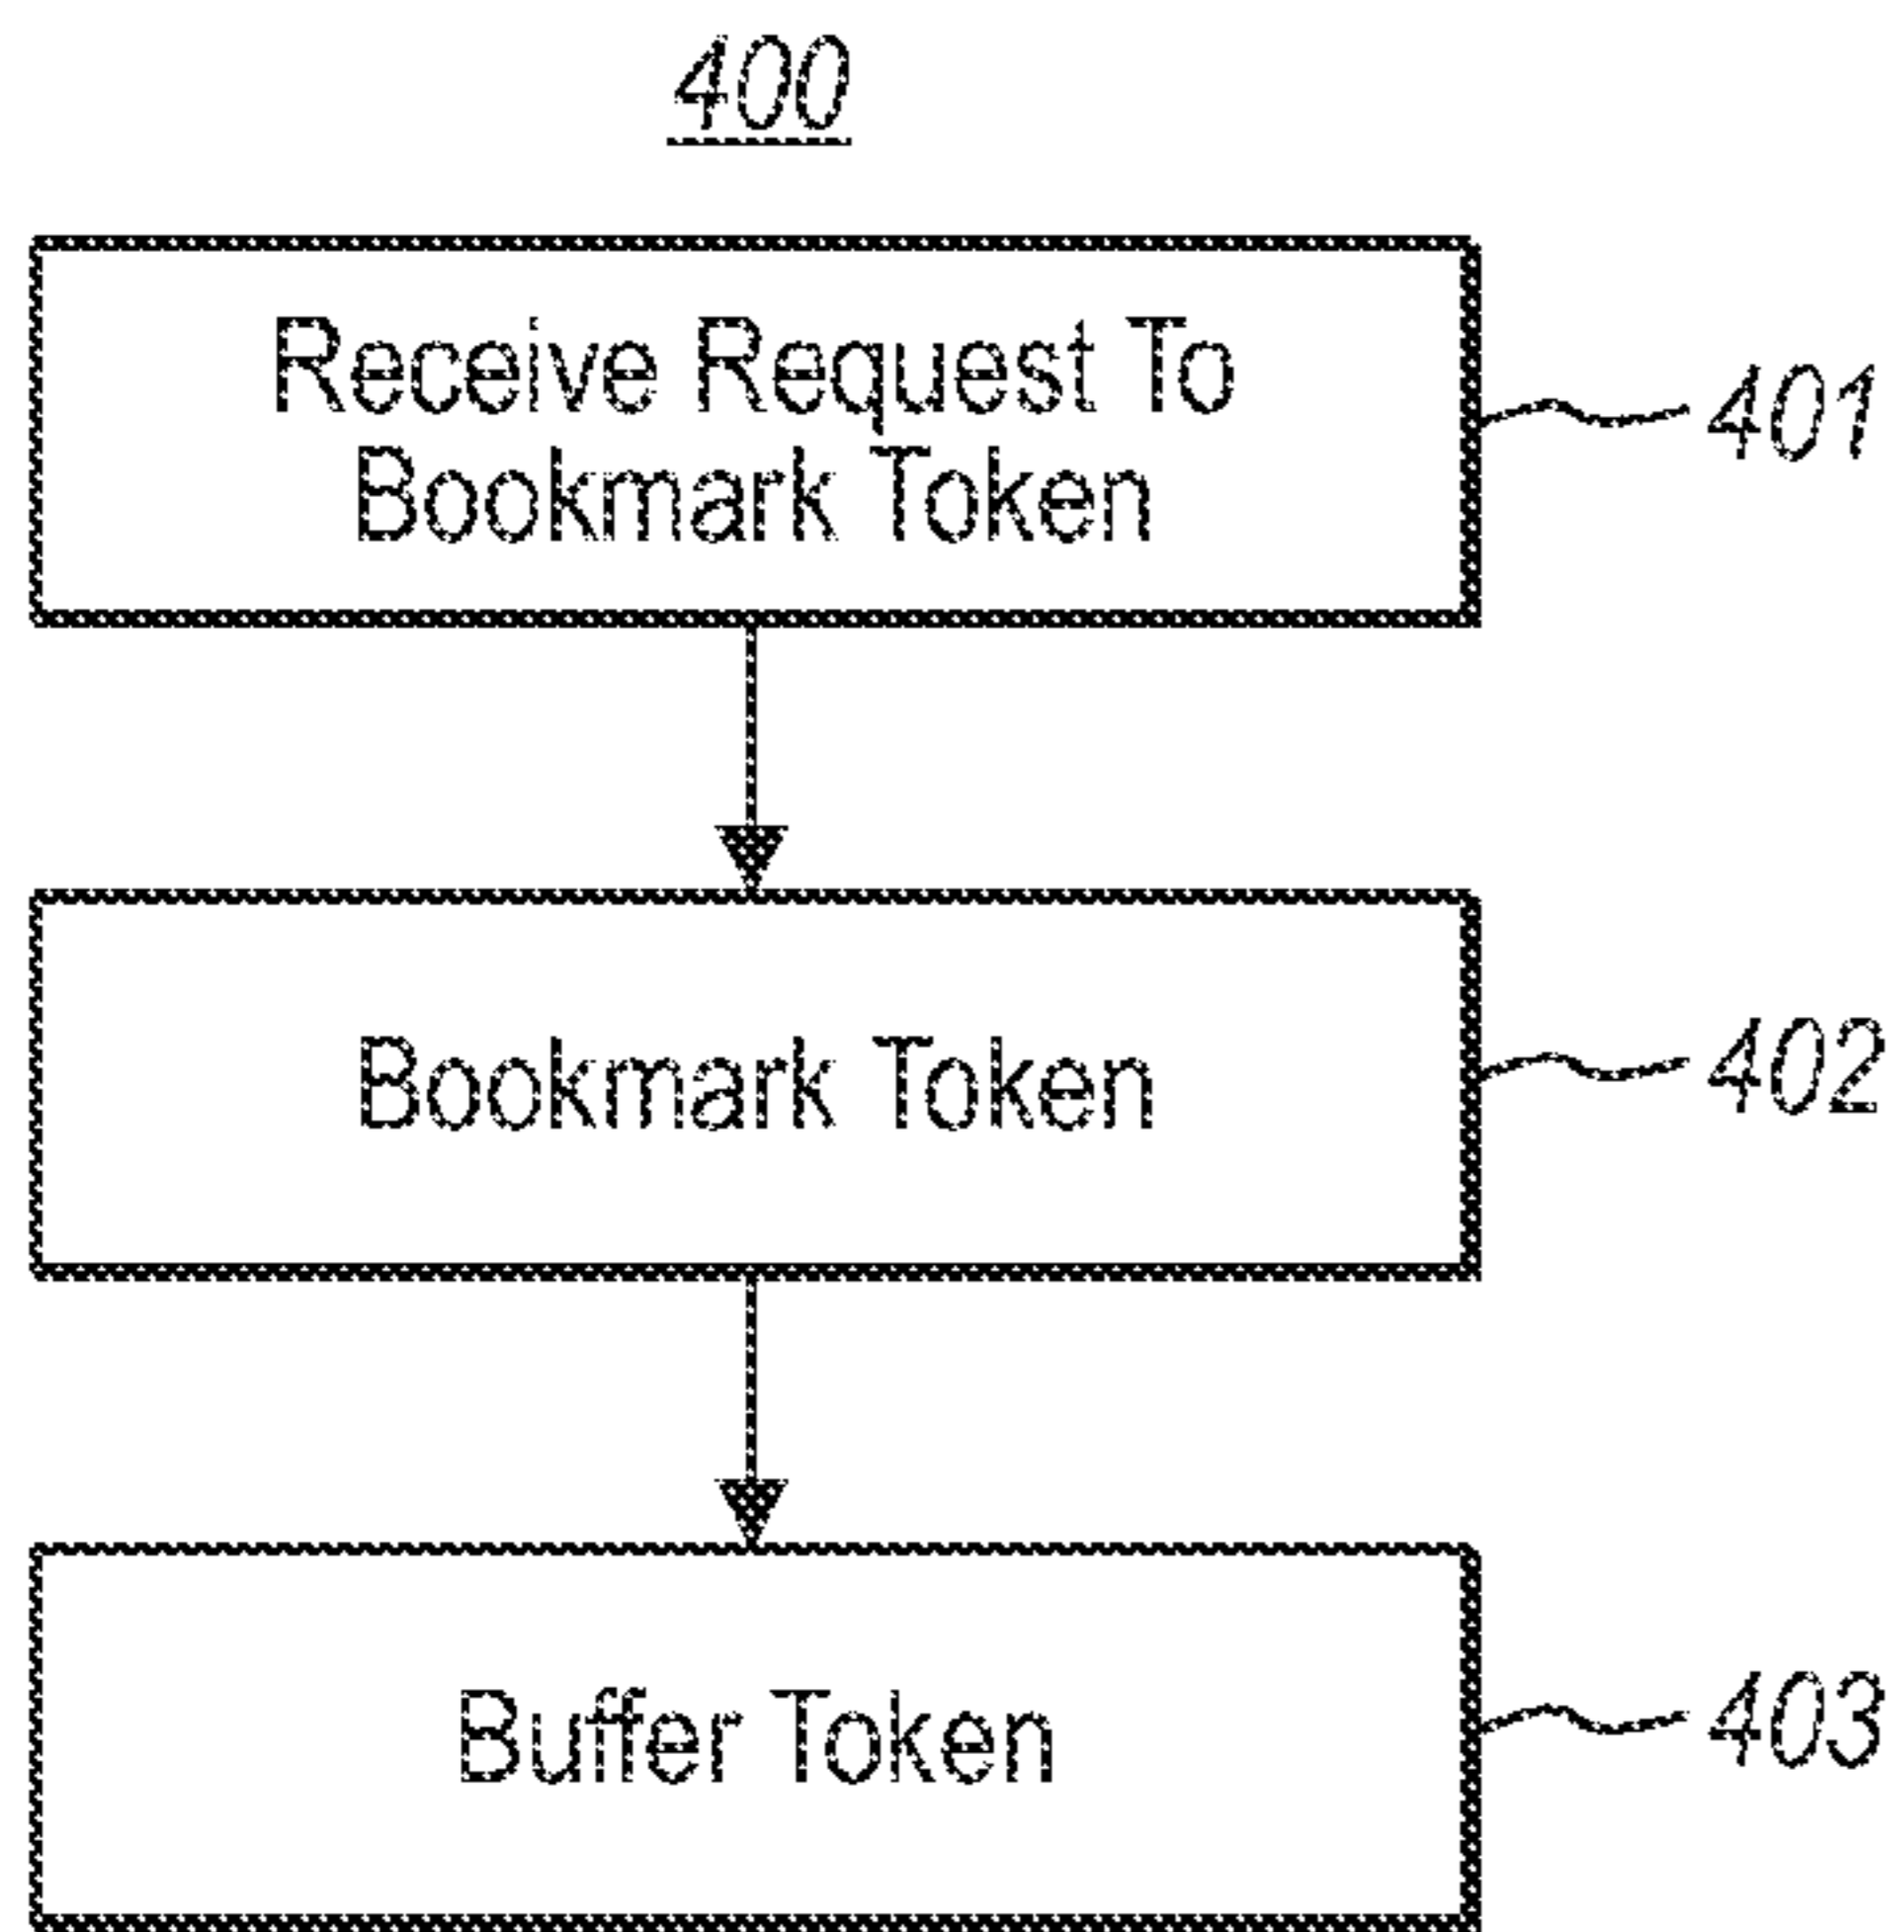 400
Receive Request To
Bookmark Token
401
Bookmark Token
402
Buffer Token
403